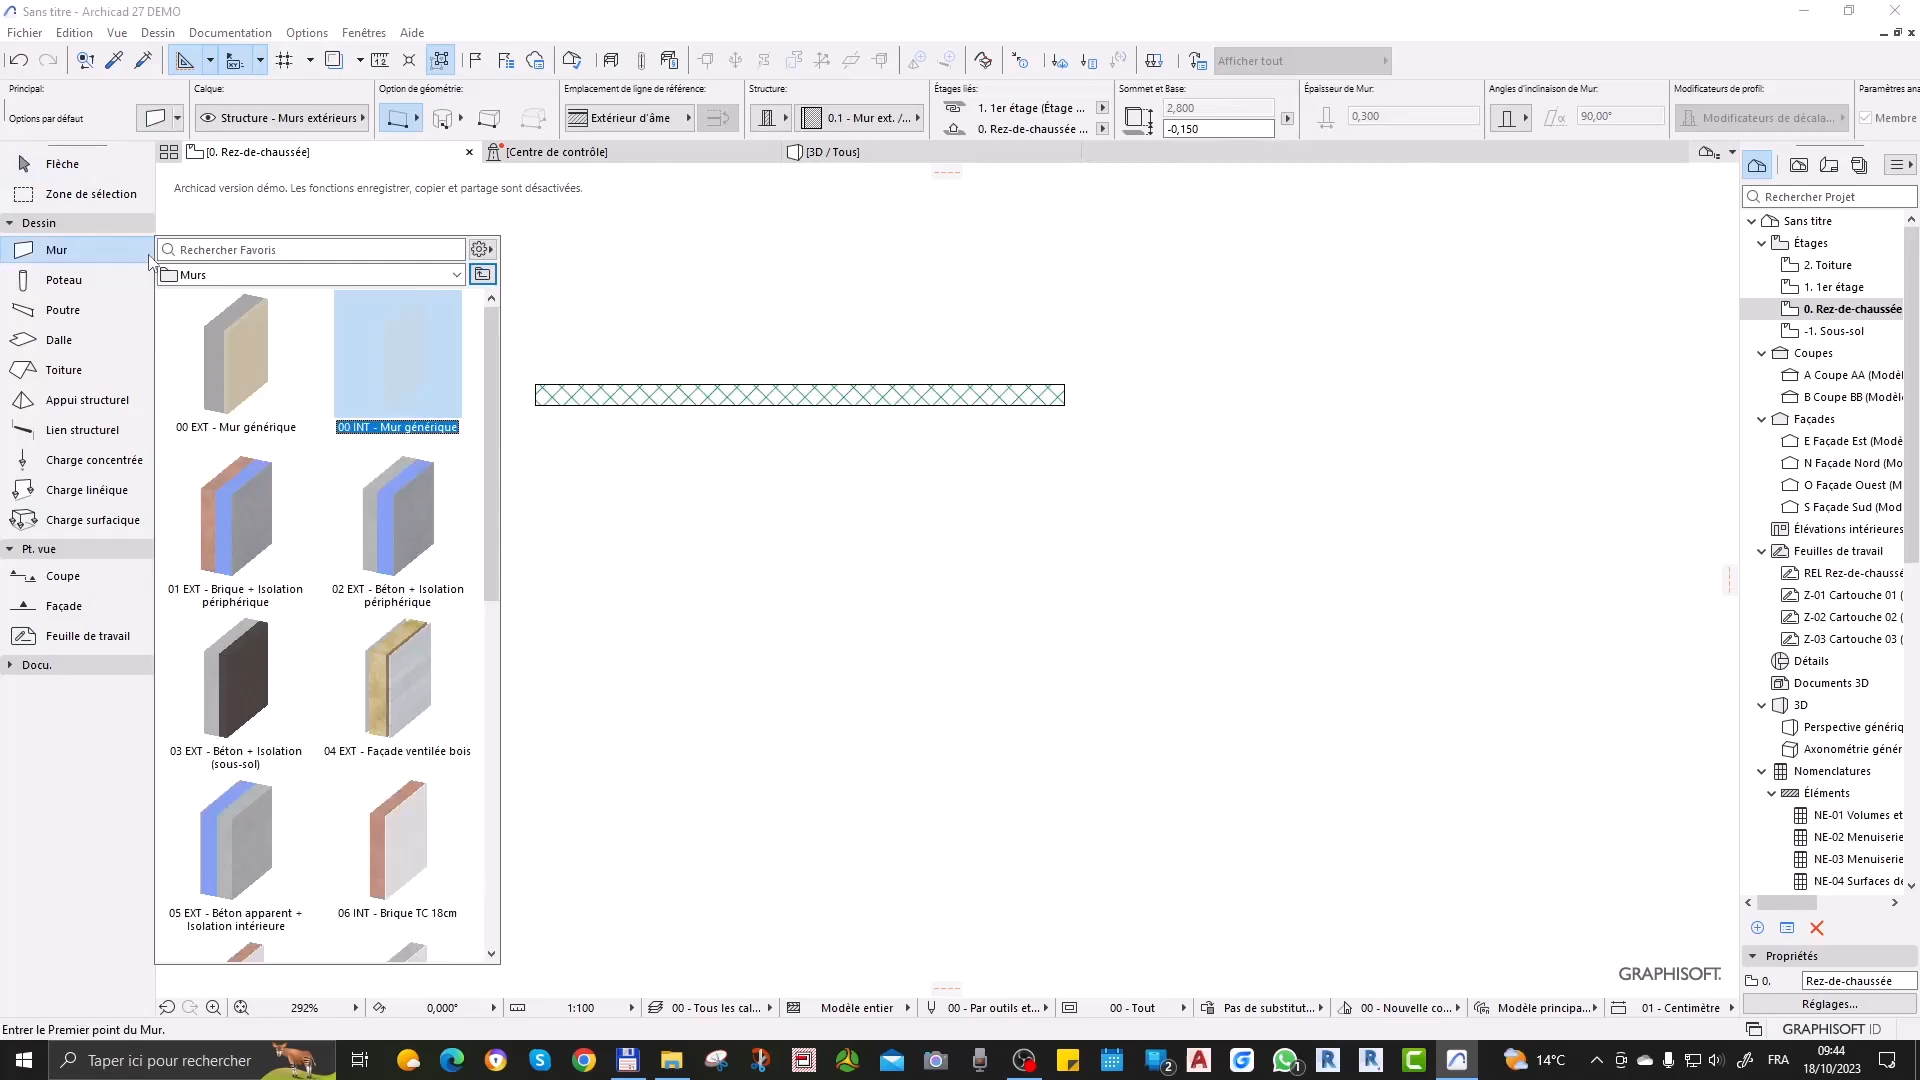 Sans titre - Archicad 27 DEMO
Fichier Edition Vue Dessin Documentation Options Fenêtres Aide
Afficher tout
Principal: Calque: Option de géométrie: Emplacement de ligne de référence: Structure: Étages liés: Sommet et Base: Épaisseur de Mur: Angles d'inclinaison de Mur: Modificateurs de profil: Paramètres ana
Options par défaut Structure - Murs extérieurs Extérieur d'âme 0.1 - Mur ext. /... 1. 1er étage (Étage ... 2,800 0,300 90,00° Modificateurs de décala... Membre
0. Rez-de-chaussée ... -0,150
[0. Rez-de-chaussée] [Centre de contrôle] [3D / Tous]
Archicad version démo. Les fonctions enregistrer, copier et partage sont désactivées.
Flèche
Zone de sélection
Dessin
Mur
Poteau
Poutre
Dalle
Toiture
Appui structurel
Lien structurel
Charge concentrée
Charge linéique
Charge surfacique
Pt. vue
Coupe
Façade
Feuille de travail
Docu.
Rechercher Favoris
Murs
00 EXT - Mur générique
00 INT - Mur générique
01 EXT - Brique + Isolation
périphérique
02 EXT - Béton + Isolation
périphérique
03 EXT - Béton + Isolation
(sous-sol)
04 EXT - Façade ventilée bois
05 EXT - Béton apparent +
Isolation intérieure
06 INT - Brique TC 18cm
Rechercher Projet
Sans titre
Étages
2. Toiture
1. 1er étage
0. Rez-de-chaussée
-1. Sous-sol
Coupes
A Coupe AA (Modèl
B Coupe BB (Modèle
Façades
E Façade Est (Modè
N Façade Nord (Mo
O Façade Ouest (M
S Façade Sud (Mod
Élévations intérieures
Feuilles de travail
REL Rez-de-chaussé
Z-01 Cartouche 01 (
Z-02 Cartouche 02 (
Z-03 Cartouche 03 (
Détails
Documents 3D
3D
Perspective génériq
Axonométrie génér
Nomenclatures
Éléments
NE-01 Volumes et
NE-02 Menuiserie
NE-03 Menuiserie
NE-04 Surfaces de
Propriétés
0. Rez-de-chaussée
Réglages...
GRAPHISOFT.
292% 0,000° 1:100 00 - Tous les cal... Modèle entier 00 - Par outils et... 00 - Tout Pas de substitut... 00 - Nouvelle co... Modèle principa... 01 - Centimètre
Entrer le Premier point du Mur.
GRAPHISOFT ID
Taper ici pour rechercher
14°C
FRA
09:44
18/10/2023